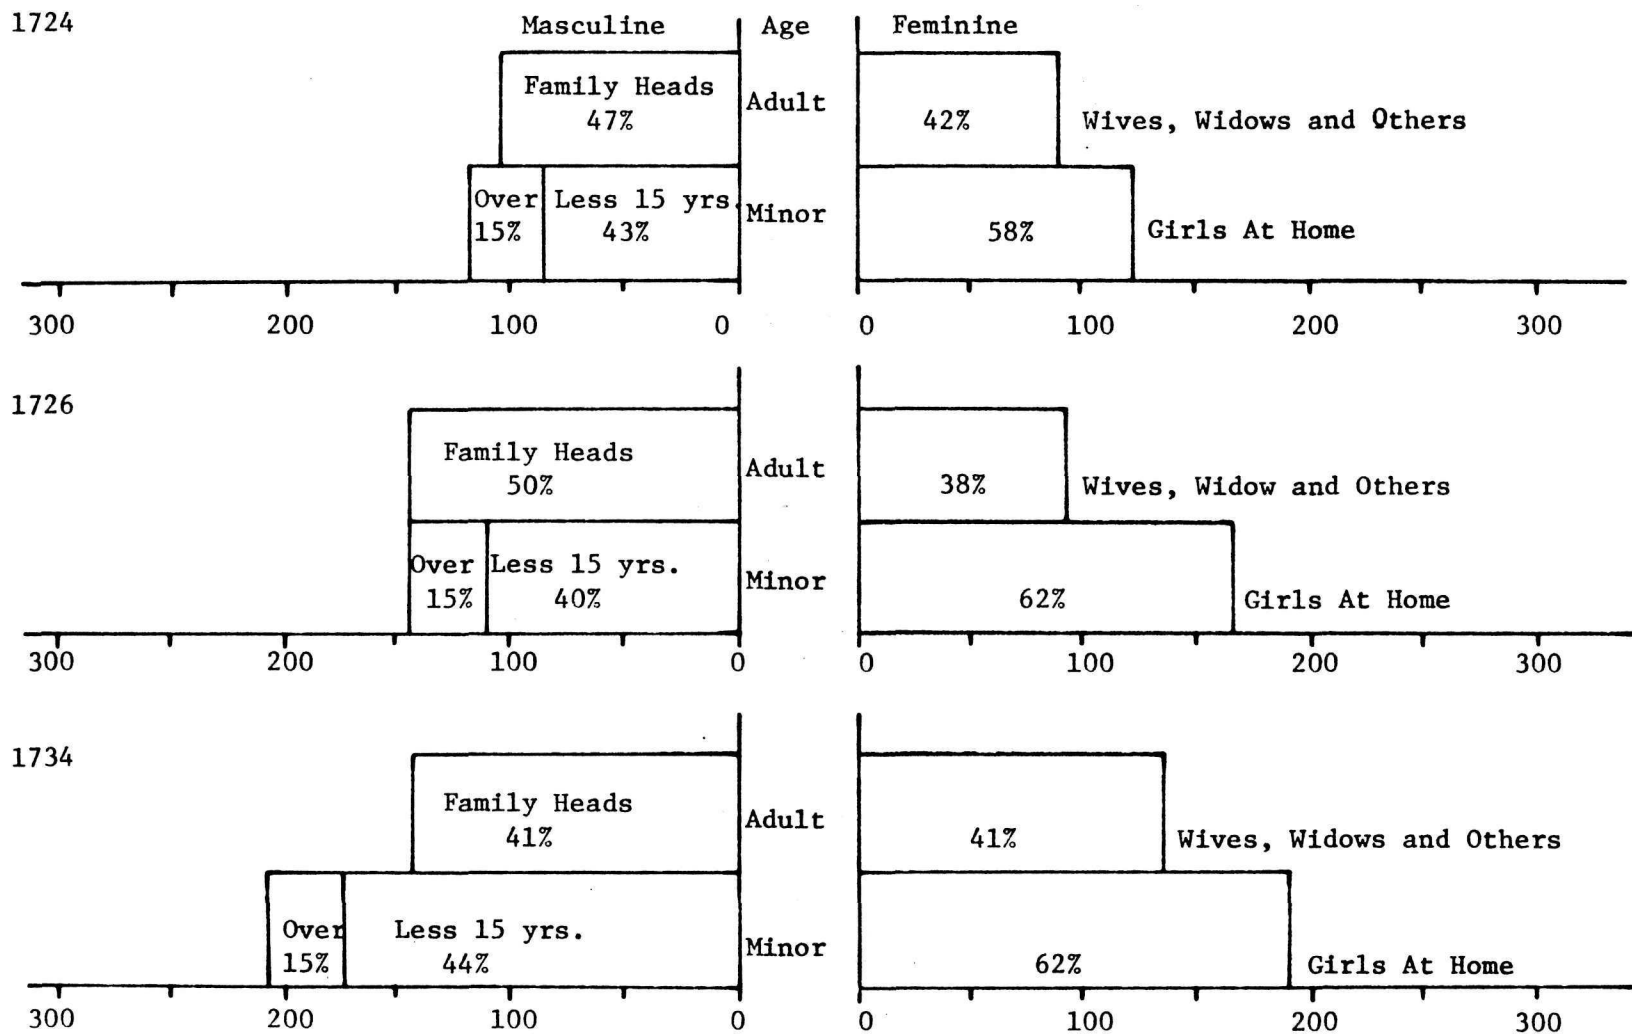 1724
Masculine Age Feminine
Family Heads
47%
Adult
42% Wives, Widows and Others
Over Less 15 yrs.
15% 43%
Minor
58% Girls At Home
300 200 100 0 0 100 200 300
1726
Family Heads
50%
Adult
38% Wives, Widow and Others
Over Less 15 yrs.
15% 40%
Minor
62% Girls At Home
300 200 100 0 0 100 200 300
1734
Family Heads
41%
Adult
41% Wives, Widows and Others
Over Less 15 yrs.
15% 44%
Minor
62% Girls At Home
300 200 100 0 0 100 200 300